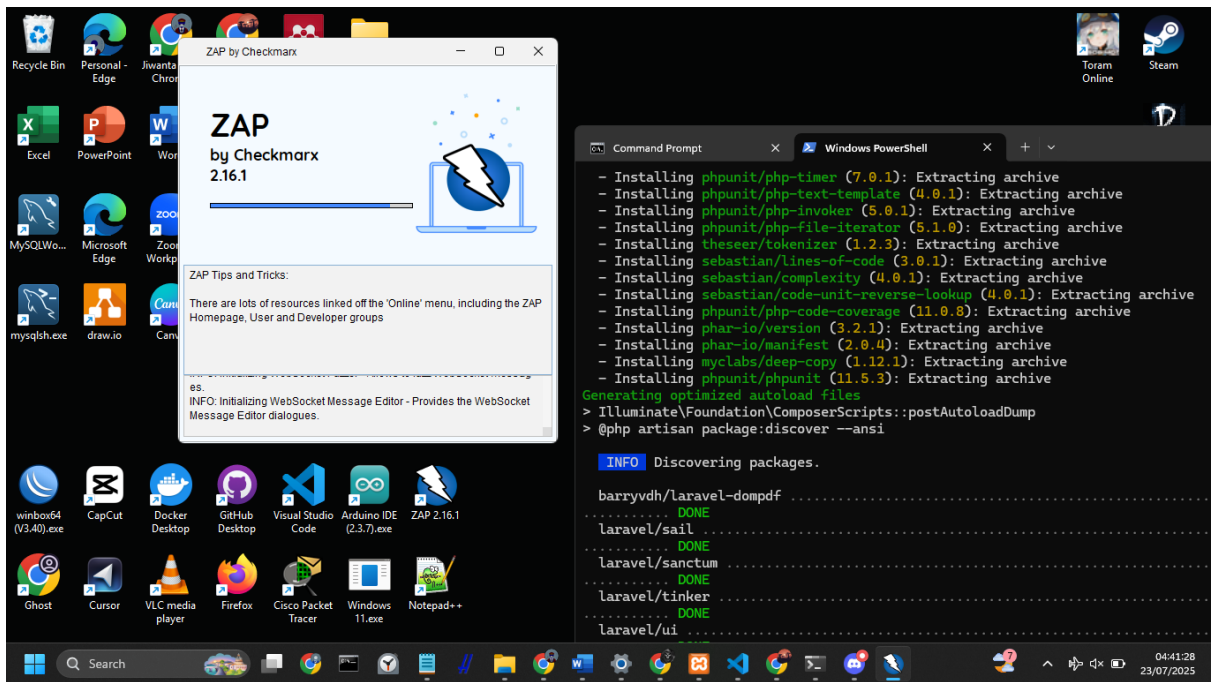 Recycle Bin
Personal - Edge
Jiwanta
Chror
Toram Online
Steam
Excel
PowerPoint
Wor
MySQLWo...
Microsoft Edge
zoo
Zoor
Workp
mysqlsh.exe
draw.io
Canv
Canv
ZAP by Checkmarx
ZAP
by Checkmarx
2.16.1
ZAP Tips and Tricks:
There are lots of resources linked off the 'Online' menu, including the ZAP
Homepage, User and Developer groups
es.
INFO: Initializing WebSocket Message Editor - Provides the WebSocket
Message Editor dialogues.
Command Prompt
Windows PowerShell
- Installing phpunit/php-timer (7.0.1): Extracting archive
- Installing phpunit/php-text-template (4.0.1): Extracting archive
- Installing phpunit/php-invoker (5.0.1): Extracting archive
- Installing phpunit/php-file-iterator (5.1.0): Extracting archive
- Installing theseer/tokenizer (1.2.3): Extracting archive
- Installing sebastian/lines-of-code (3.0.1): Extracting archive
- Installing sebastian/complexity (4.0.1): Extracting archive
- Installing sebastian/code-unit-reverse-lookup (4.0.1): Extracting archive
- Installing phpunit/php-code-coverage (11.0.8): Extracting archive
- Installing phar-io/version (3.2.1): Extracting archive
- Installing phar-io/manifest (2.0.4): Extracting archive
- Installing myclabs/deep-copy (1.12.1): Extracting archive
- Installing phpunit/phpunit (11.5.3): Extracting archive
Generating optimized autoload files
> Illuminate\Foundation\ComposerScripts::postAutoloadDump
> @php artisan package:discover --ansi
INFO Discovering packages.
barryvdh/laravel-dompdf
DONE
laravel/sail
DONE
laravel/sanctum
DONE
laravel/tinker
DONE
laravel/ui
winbox64 (V3.40).exe
CapCut
Docker Desktop
GitHub Desktop
Visual Studio Code
Arduino IDE (2.3.7).exe
ZAP 2.16.1
Ghost
Cursor
VLC media player
Firefox
Cisco Packet Tracer
Windows 11.exe
Notepad++
Search
7
04:41:28
23/07/2025